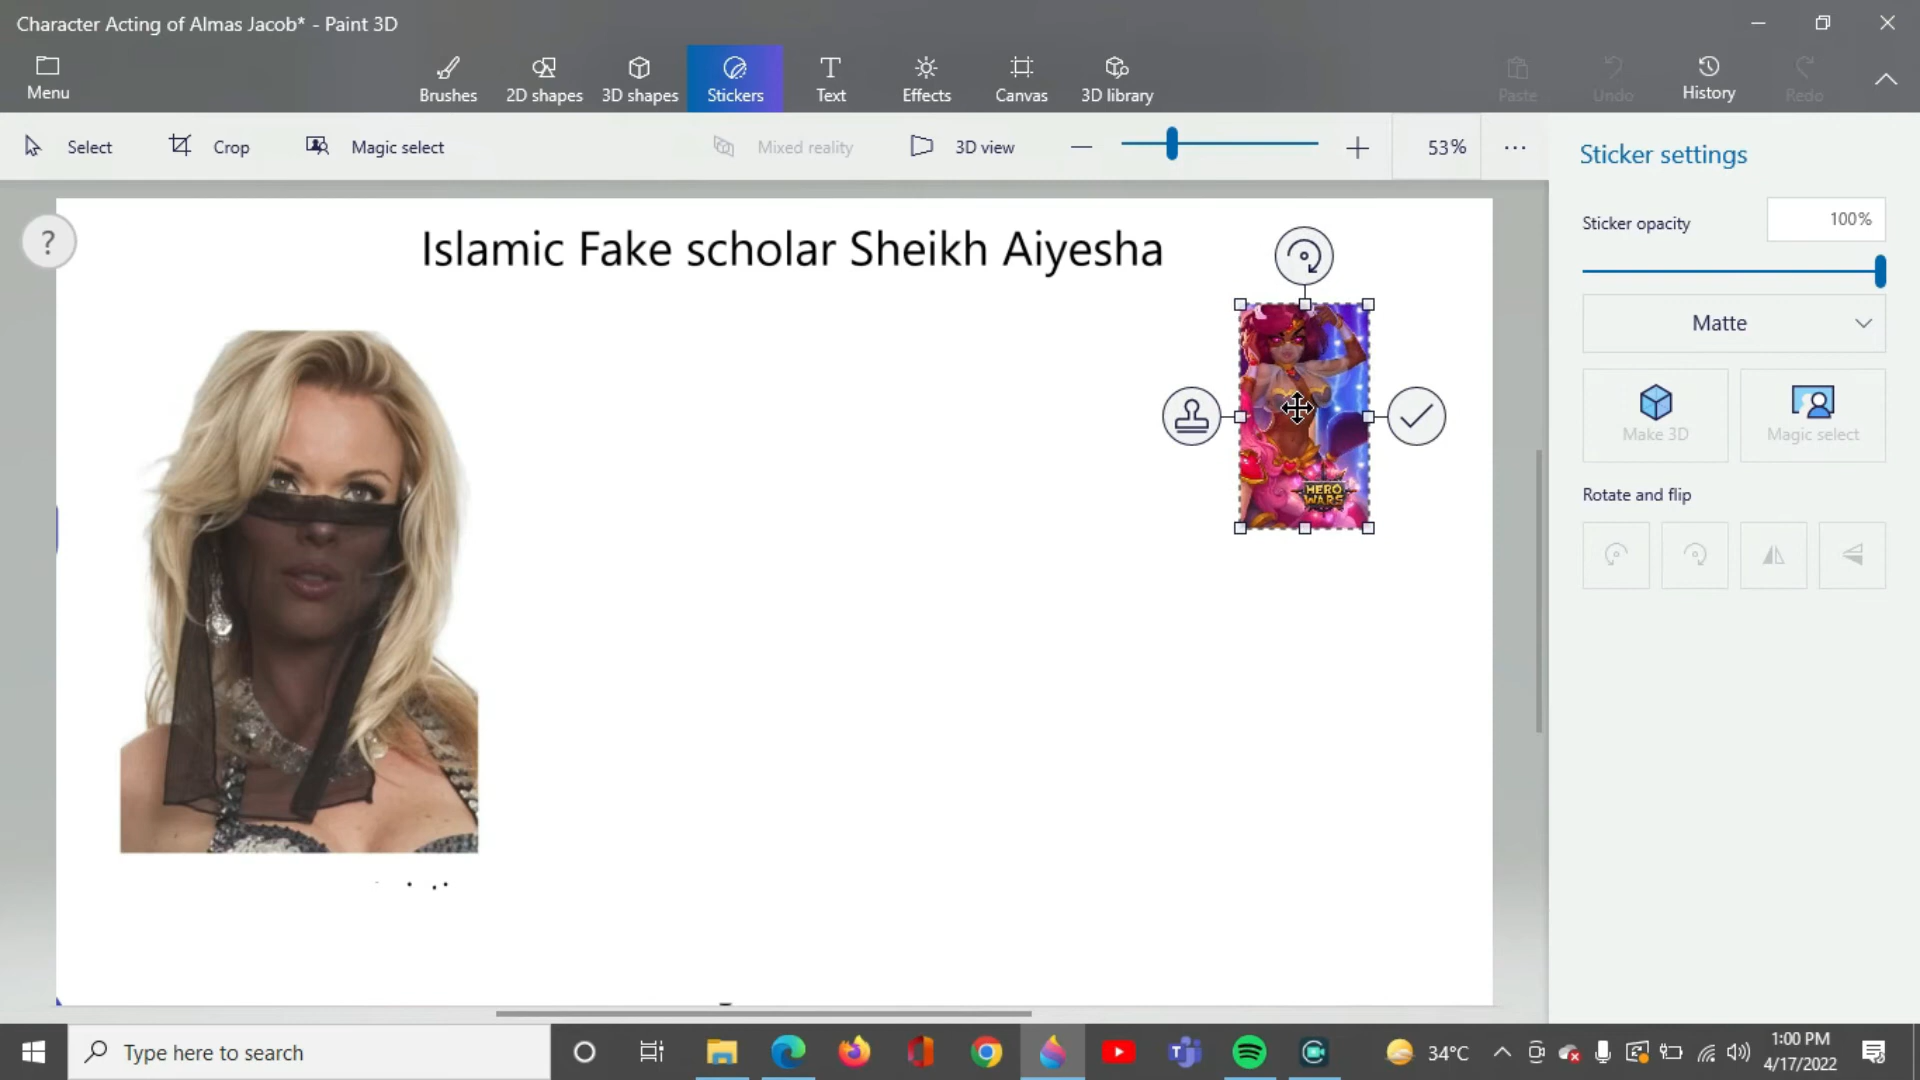 Character Acting of Almas Jacob* - Paint 3D
Menu
Brushes
2D shapes
3D shapes
Stickers
Text
Effects
Canvas
3D library
Paste
Undo
History
Redo
Select
Crop
Magic select
Mixed reality
3D view
53%
Sticker settings
Sticker opacity
100%
Matte
Make 3D
Magic select
Rotate and flip
?
Islamic Fake scholar Sheikh Aiyesha
HERO
WARS
Type here to search
34°C
1:00 PM
4/17/2022